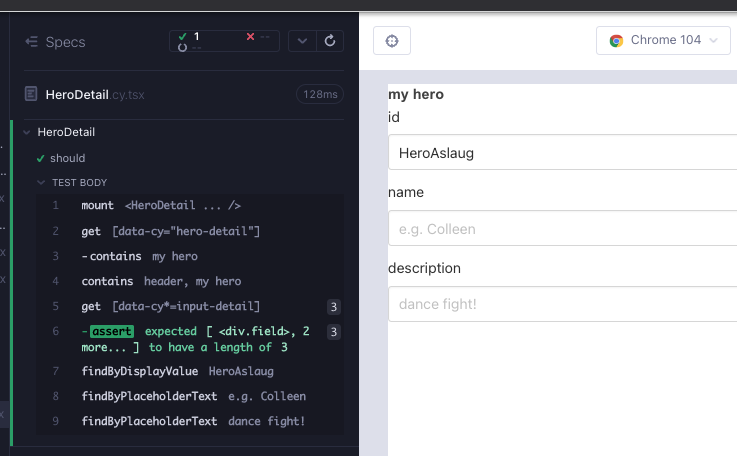 Specs
1
--
--
HeroDetail.cy.tsx
128ms
HeroDetail
should
TEST BODY
1 mount <HeroDetail ... />
2 get [data-cy="hero-detail"]
3 -contains my hero
4 contains header, my hero
5 get [data-cy*=input-detail] 3
6 -assert expected [ <div.field>, 2 3
more... ] to have a length of 3
7 findByDisplayValue HeroAslaug
8 findByPlaceholderText e.g. Colleen
9 findByPlaceholderText dance fight!
Chrome 104
my hero
id
HeroAslaug
name
e.g. Colleen
description
dance fight!